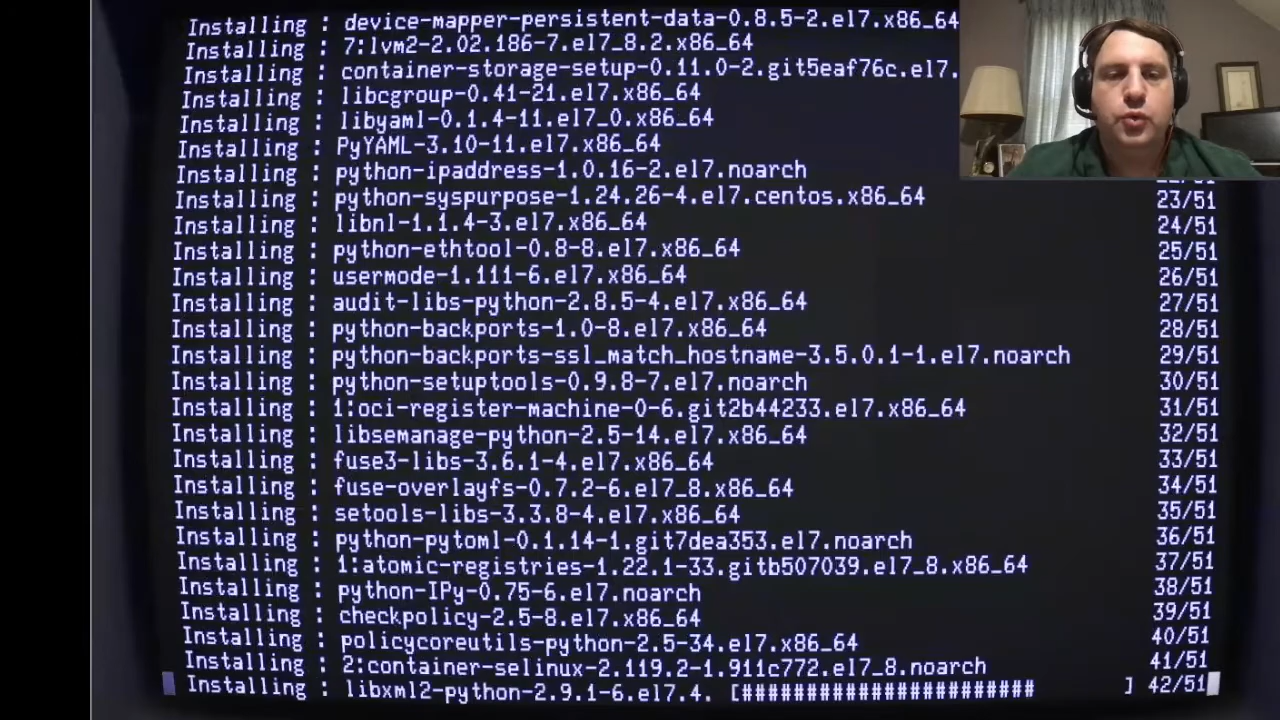 Installing : device-mapper-persistent-data-0.8.5-2.el7.x86_64
Installing : 7:lvm2-2.02.186-7.el7_8.2.x86_64
Installing : container-storage-setup-0.11.0-2.git5eaf76c.el7.
Installing : libcgroup-0.41-21.el7.x86_64
Installing : libyaml-0.1.4-11.el7_0.x86_64
Installing : PyYAML-3.10-11.el7.x86_64
Installing : python-ipaddress-1.0.16-2.el7.noarch
Installing : python-syspurpose-1.24.26-4.el7.centos.x86_64 23/51
Installing : libnl-1.1.4-3.el7.x86_64 24/51
Installing : python-ethtool-0.8-8.el7.x86_64 25/51
Installing : usermode-1.111-6.el7.x86_64 26/51
Installing : audit-libs-python-2.8.5-4.el7.x86_64 27/51
Installing : python-backports-1.0-8.el7.x86_64 28/51
Installing : python-backports-ssl_match_hostname-3.5.0.1-1.el7.noarch 29/51
Installing : python-setuptools-0.9.8-7.el7.noarch 30/51
Installing : 1:oci-register-machine-0-6.git2b44233.el7.x86_64 31/51
Installing : libsemanage-python-2.5-14.el7.x86_64 32/51
Installing : fuse3-libs-3.6.1-4.el7.x86_64 33/51
Installing : fuse-overlayfs-0.7.2-6.el7_8.x86_64 34/51
Installing : setools-libs-3.3.8-4.el7.x86_64 35/51
Installing : python-pytoml-0.1.14-1.git7dea353.el7.noarch 36/51
Installing : 1:atomic-registries-1.22.1-33.gitb507039.el7_8.x86_64 37/51
Installing : python-IPy-0.75-6.el7.noarch 38/51
Installing : checkpolicy-2.5-8.el7.x86_64 39/51
Installing : policycoreutils-python-2.5-34.el7.x86_64 40/51
Installing : 2:container-selinux-2.119.2-1.911c772.el7_8.noarch 41/51
Installing : libxml2-python-2.9.1-6.el7.4. [####################### ] 42/51